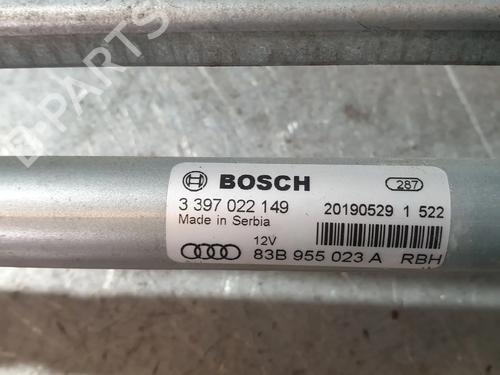 B-PARTS
BOSCH
287
3 397 022 149
20190529 1 522
Made in Serbia
12V
83B 955 023 A RBH